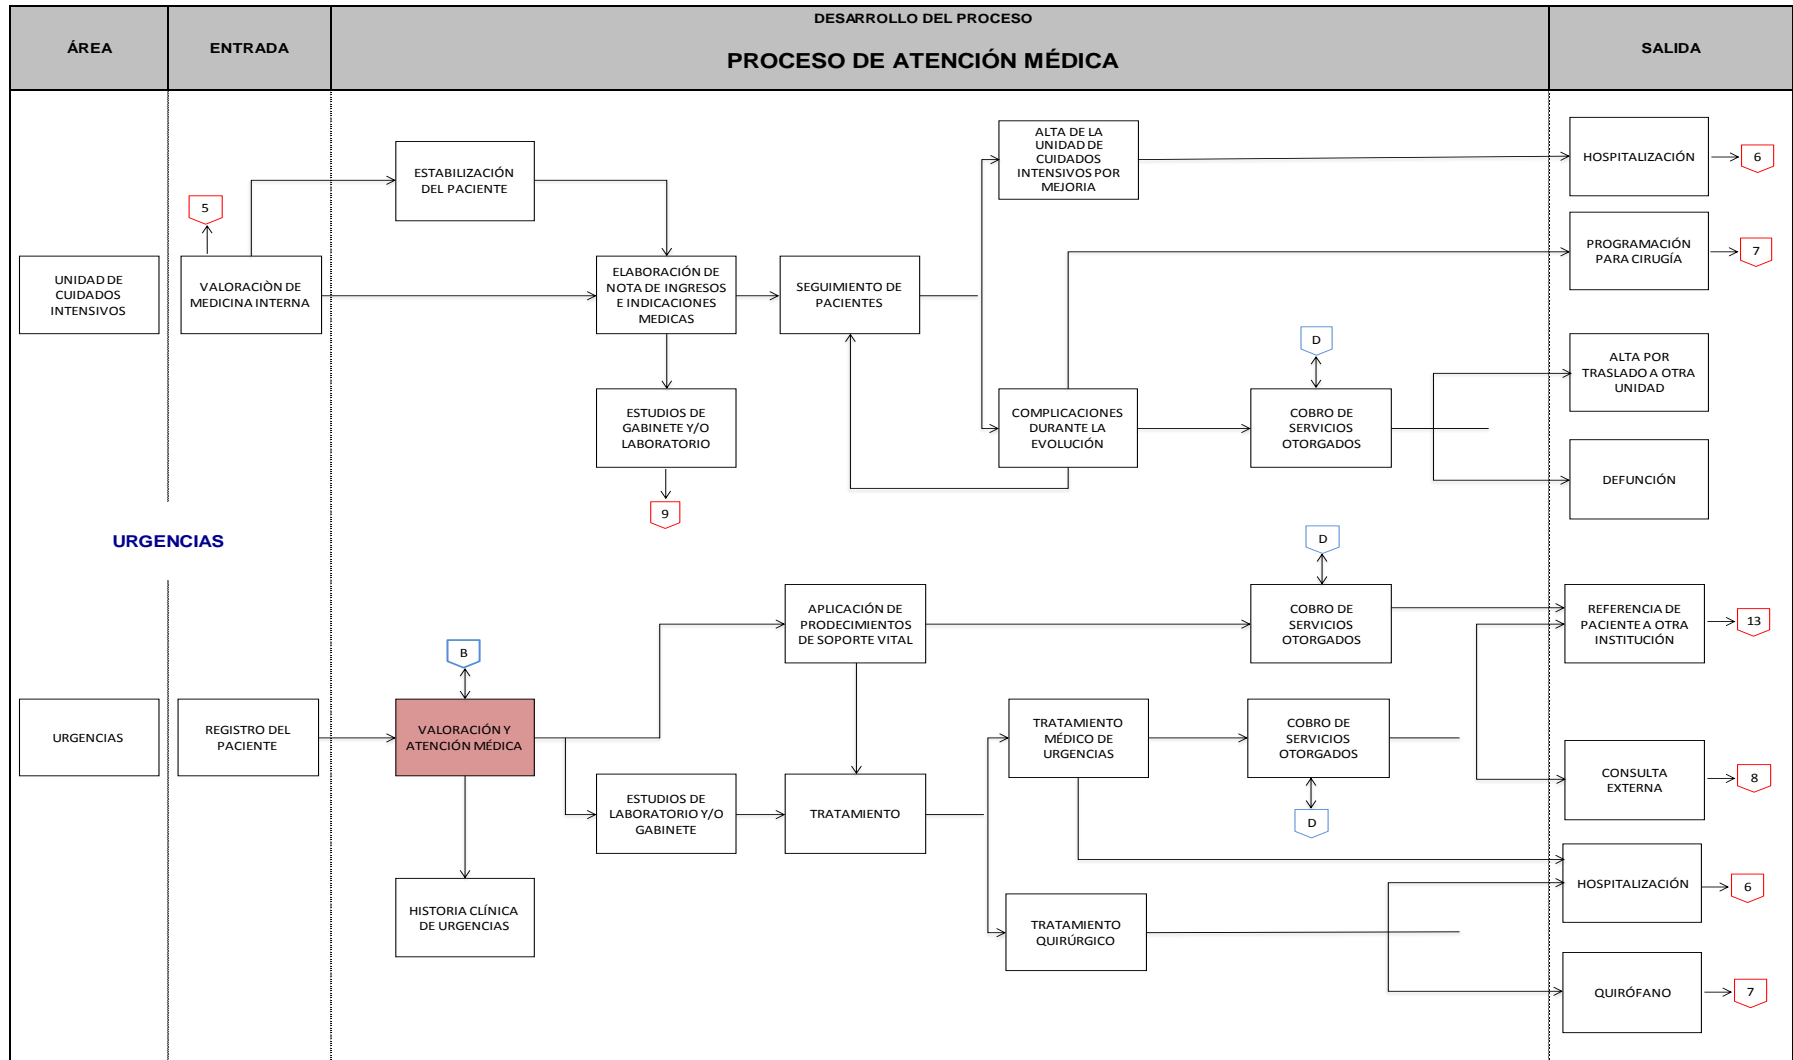 DESARROLLO DEL PROCESO
ÁREA
ENTRADA
PROCESO DE ATENCIÓN MÉDICA
SALIDA
UNIDAD DE
CUIDADOS
INTENSIVOS
5
VALORACIÒN DE
MEDICINA INTERNA
ESTABILIZACIÓN
DEL PACIENTE
ELABORACIÓN DE
NOTA DE INGRESOS
E INDICACIONES
MEDICAS
ESTUDIOS DE
GABINETE Y/O
LABORATORIO
9
SEGUIMIENTO DE
PACIENTES
ALTA DE LA
UNIDAD DE
CUIDADOS
INTENSIVOS POR
MEJORIA
COMPLICACIONES
DURANTE LA
EVOLUCIÓN
D
COBRO DE
SERVICIOS
OTORGADOS
HOSPITALIZACIÓN
6
PROGRAMACIÓN
PARA CIRUGÍA
7
ALTA POR
TRASLADO A OTRA
UNIDAD
DEFUNCIÓN
URGENCIAS
URGENCIAS
REGISTRO DEL
PACIENTE
B
VALORACIÓN Y
ATENCIÓN MÉDICA
HISTORIA CLÍNICA
DE URGENCIAS
ESTUDIOS DE
LABORATORIO Y/O
GABINETE
APLICACIÓN DE
PRODECIMIENTOS
DE SOPORTE VITAL
TRATAMIENTO
TRATAMIENTO
MÉDICO DE
URGENCIAS
TRATAMIENTO
QUIRÚRGICO
D
COBRO DE
SERVICIOS
OTORGADOS
COBRO DE
SERVICIOS
OTORGADOS
D
REFERENCIA DE
PACIENTE A OTRA
INSTITUCIÓN
13
CONSULTA
EXTERNA
8
HOSPITALIZACIÓN
6
QUIRÓFANO
7